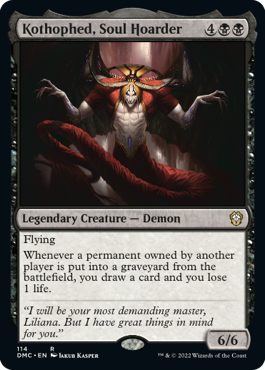 Kothophed, Soul Hoarder 4
Legendary Creature — Demon
Flying
Whenever a permanent owned by another
player is put into a graveyard from the
battlefield, you draw a card and you lose
1 life.
“I will be your most demanding master,
Liliana. But I have great things in mind
for you.”
6/6
114 R
DMC • EN Jakub Kasper
™ & © 2022 Wizards of the Coast